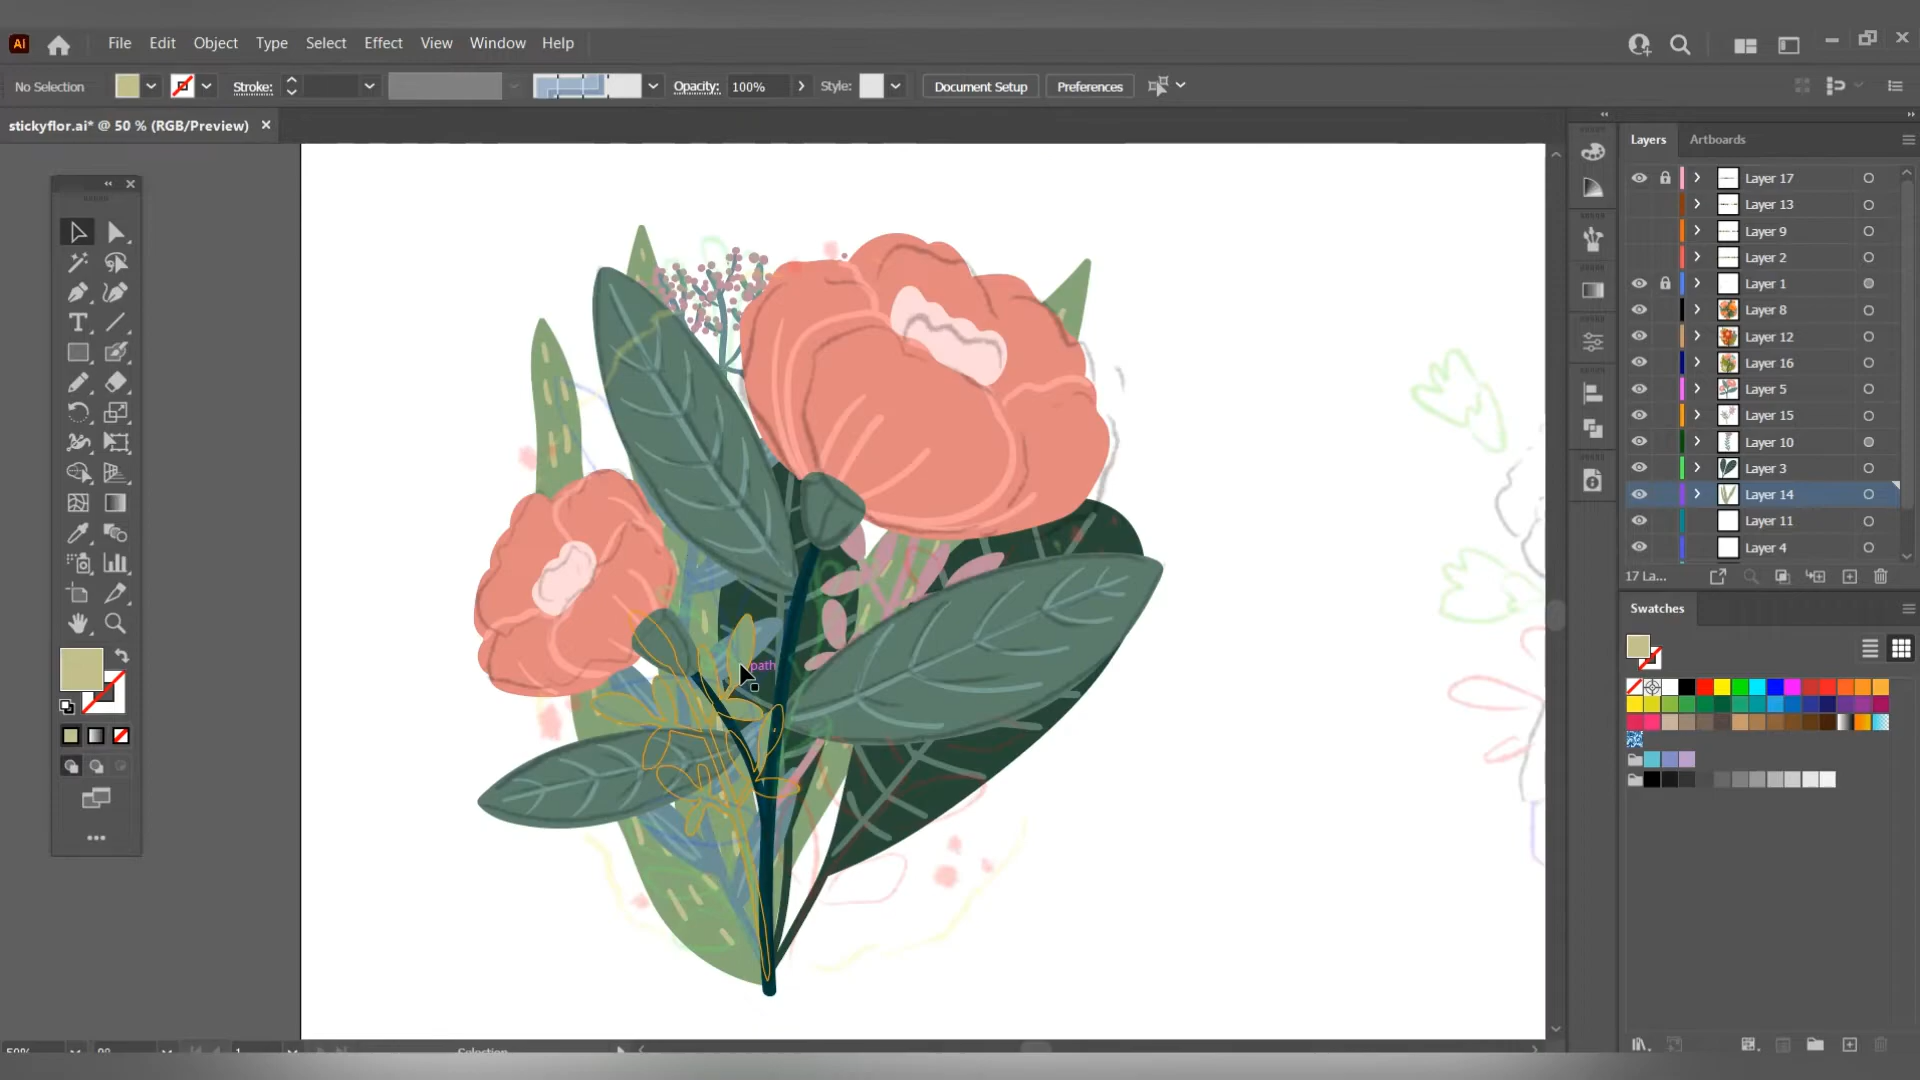 Ai File Edit Object Type Select Effect View Window Help
No Selection Stroke: Opacity: 100% Style: Document Setup Preferences
stickyflor.ai* @ 50 % (RGB/Preview)
Layers Artboards
Layer 17
Layer 13
Layer 9
Layer 2
Layer 1
Layer 8
Layer 12
Layer 16
Layer 5
Layer 15
Layer 10
Layer 3
Layer 14
Layer 11
Layer 4
17 La...
Swatches
path